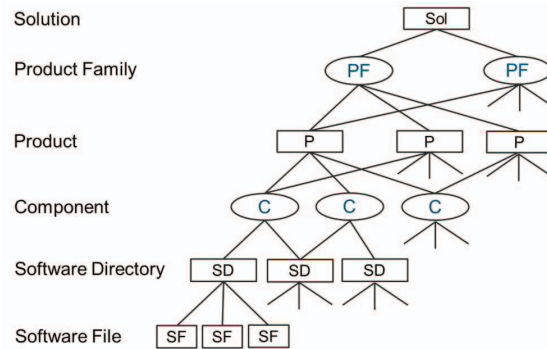 Solution Sol
Product Family PF PF
Product P P P
Component C C C
Software Directory SD SD SD
Software File SF SF SF